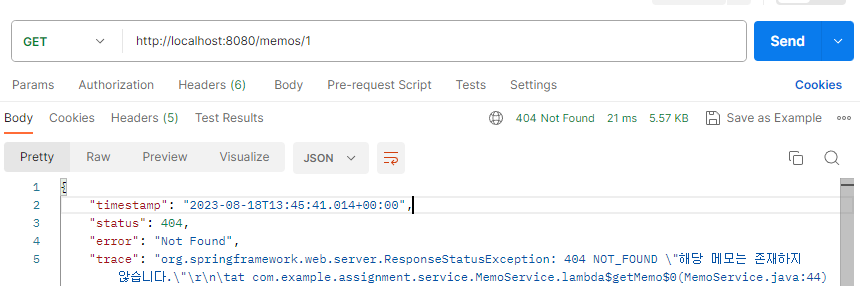 GET http://localhost:8080/memos/1 Send
Params Authorization Headers (6) Body Pre-request Script Tests Settings Cookies
Body Cookies Headers (5) Test Results 404 Not Found 21 ms 5.57 KB Save as Example
Pretty Raw Preview Visualize JSON
1 {
2 "timestamp": "2023-08-18T13:45:41.014+00:00",
3 "status": 404,
4 "error": "Not Found",
5 "trace": "org.springframework.web.server.ResponseStatusException: 404 NOT_FOUND \"해당 메모는 존재하지
않습니다.\"\r\n\tat com.example.assignment.service.MemoService.lambda$getMemo$0(MemoService.java:44)